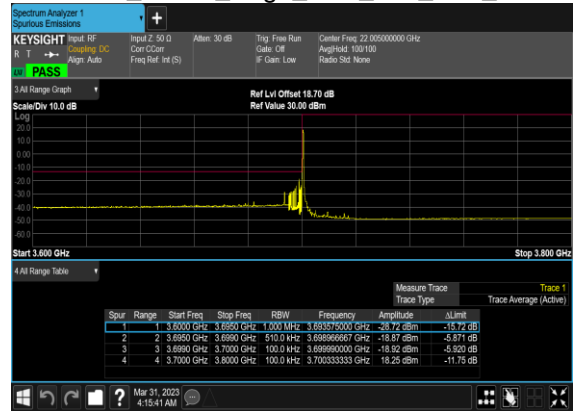 Spectrum Analyzer 1
Spurious Emissions
+
KEYSIGHT Input: RF Input Z: 50 Ω Atten: 30 dB Trig: Free Run Center Freq: 22.005000000 GHz
R T Coupling: DC Corr CCorr Gate: Off Avg|Hold: 100/100
Align: Auto Freq Ref: Int (S) IF Gain: Low Radio Std: None
LXI PASS
3 All Range Graph
Ref Lvl Offset 18.70 dB
Scale/Div 10.0 dB Ref Value 30.00 dBm
Log
20.0
10.0
0.00
-10.0
-20.0
-30.0
-40.0
-50.0
-60.0
Start 3.600 GHz Stop 3.800 GHz
4 All Range Table
Measure Trace Trace 1
Trace Type Trace Average (Active)
Spur Range Start Freq Stop Freq RBW Frequency Amplitude ΔLimit
1 1 3.6000 GHz 3.6950 GHz 1.000 MHz 3.693575000 GHz -28.72 dBm -15.72 dB
2 2 3.6950 GHz 3.6990 GHz 510.0 kHz 3.698966667 GHz -18.87 dBm -5.871 dB
3 3 3.6990 GHz 3.7000 GHz 100.0 kHz 3.699990000 GHz -18.92 dBm -5.920 dB
4 4 3.7000 GHz 3.8000 GHz 100.0 kHz 3.700333333 GHz 18.25 dBm -11.75 dB
? Mar 31, 2023
4:15:41 AM